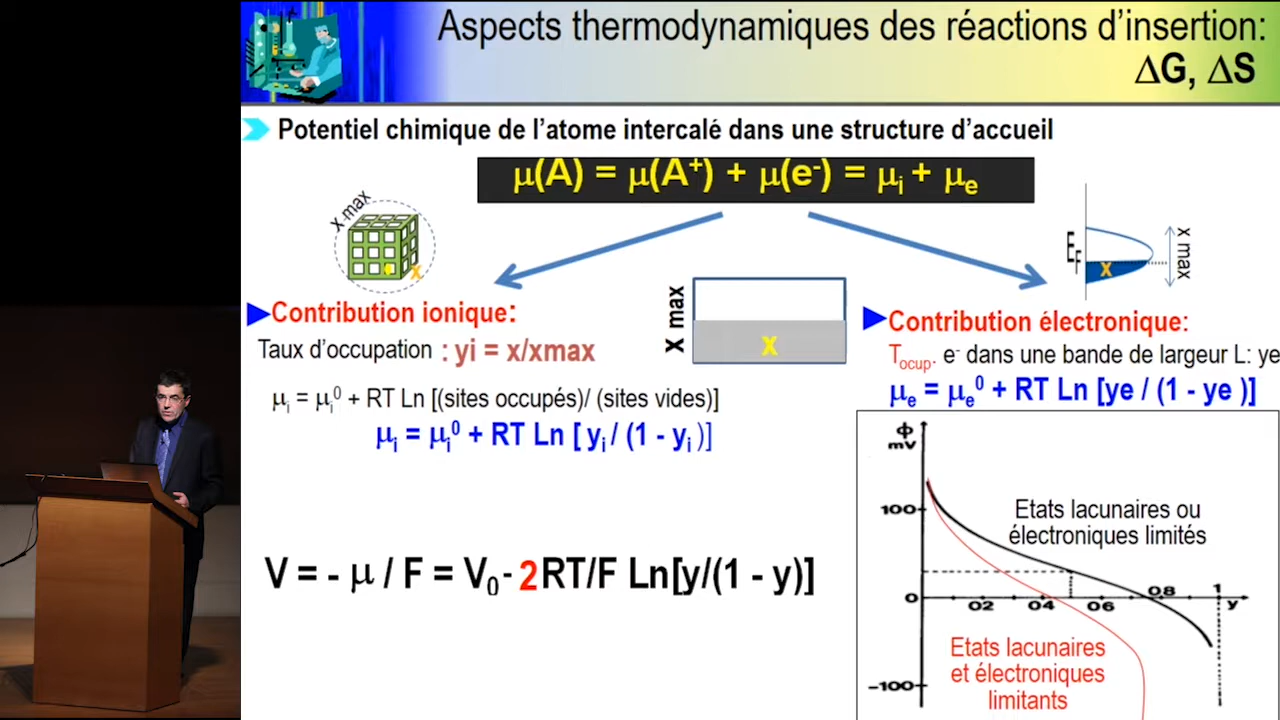 Aspects thermodynamiques des réactions d'insertion:
ΔG, ΔS
Potentiel chimique de l'atome intercalé dans une structure d'accueil
μ(A) = μ(A⁺) + μ(e⁻) = μᵢ + μₑ
x max
x
Contribution ionique:
Taux d'occupation : yi = x/xmax
μᵢ = μᵢ⁰ + RT Ln [(sites occupés)/ (sites vides)]
μᵢ = μᵢ⁰ + RT Ln [ yᵢ / (1 - yᵢ )]
x max
x
E_F
x
x max
Contribution électronique:
T_ocup. e⁻ dans une bande de largeur L: ye
μₑ = μₑ⁰ + RT Ln [ye / (1 - ye )]
V = - μ / F = V₀ - 2RT/F Ln[y/(1 - y)]
Φ
mV
100
0
-100
02
04
06
08
1
y
Etats lacunaires ou
électroniques limités
Etats lacunaires
et électroniques
limitants